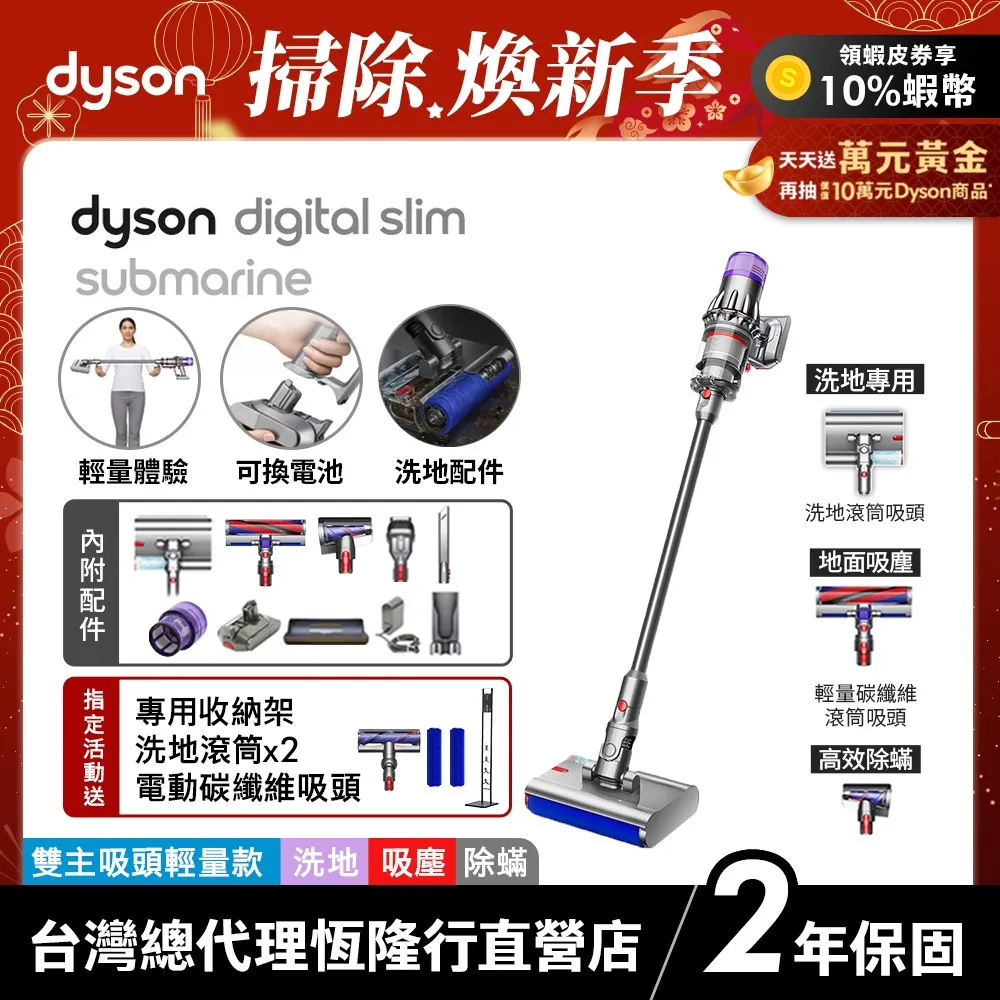 dyson
掃除.煥新季
領蝦皮券享
S
10%蝦幣
天天送萬元黃金
再抽價值10萬元Dyson商品*
dyson digital slim
submarine
輕量體驗
可換電池
洗地配件
內附配件
指定活動送
專用收納架
洗地滾筒x2
電動碳纖維吸頭
洗地專用
洗地滾筒吸頭
地面吸塵
輕量碳纖維
滾筒吸頭
高效除蟎
雙主吸頭輕量款 洗地 吸塵 除蟎
台灣總代理恆隆行直營店
2年保固